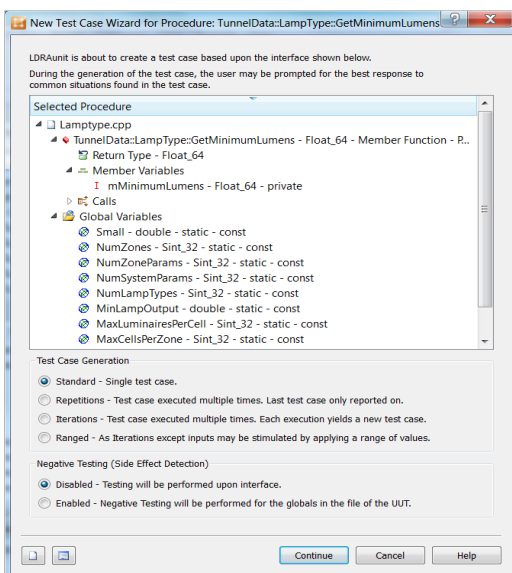 New Test Case Wizard for Procedure: TunnelData::LampType::GetMinimumLumens
LDRAunit is about to create a test case based upon the interface shown below.
During the generation of the test case, the user may be prompted for the best response to
common situations found in the test case.
Selected Procedure
Lamptype.cpp
TunnelData::LampType::GetMinimumLumens - Float_64 - Member Function - P...
Return Type - Float_64
Member Variables
I mMinimumLumens - Float_64 - private
Calls
Global Variables
Small - double - static - const
NumZones - Sint_32 - static - const
NumZoneParams - Sint_32 - static - const
NumSystemParams - Sint_32 - static - const
NumLampTypes - Sint_32 - static - const
MinLampOutput - double - static - const
MaxLuminairesPerCell - Sint_32 - static - const
MaxCellsPerZone - Sint_32 - static - const
Test Case Generation
Standard - Single test case.
Repetitions - Test case executed multiple times. Last test case only reported on.
Iterations - Test case executed multiple times. Each execution yields a new test case.
Ranged - As Iterations except inputs may be stimulated by applying a range of values.
Negative Testing (Side Effect Detection)
Disabled - Testing will be performed upon interface.
Enabled - Negative Testing will be performed for the globals in the file of the UUT.
Continue
Cancel
Help